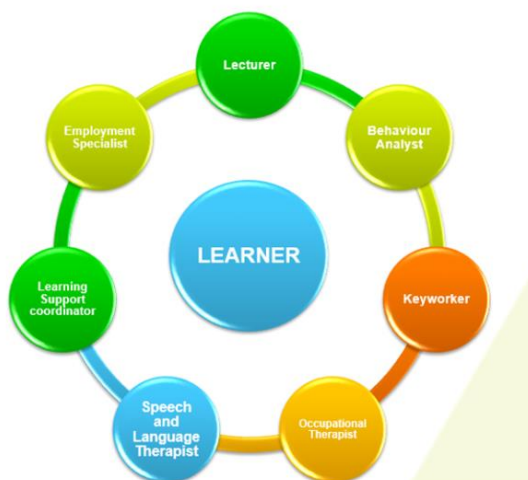 Lecturer
Behaviour
Analyst
Keyworker
Occupational
Therapist
Speech
and
Language
Therapist
Learning
Support
coordinator
Employment
Specialist
LEARNER